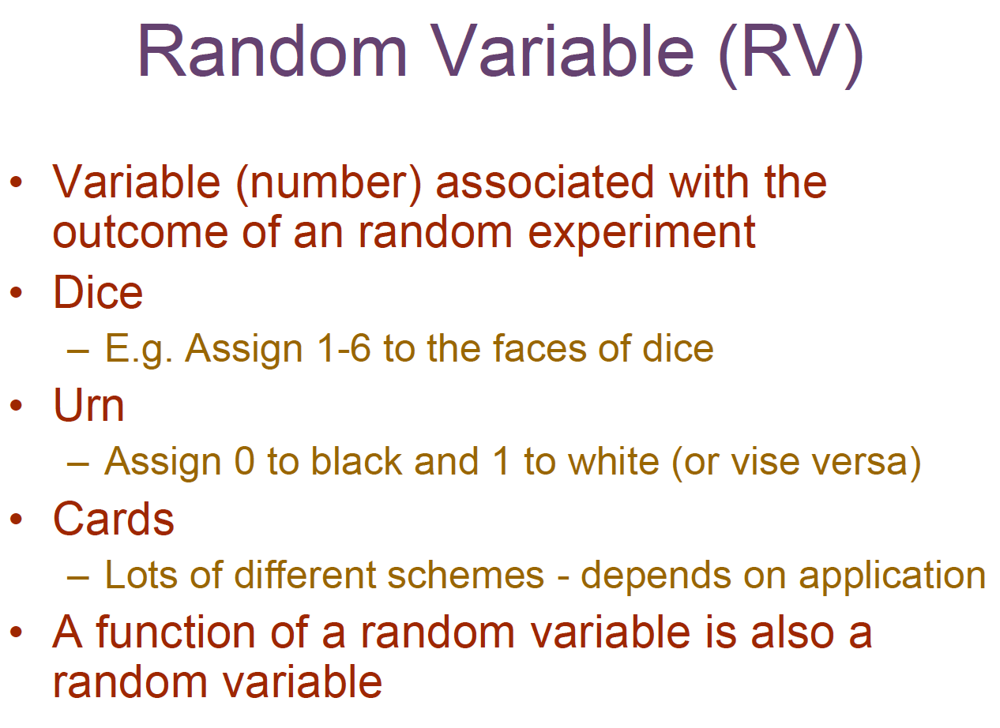 Random Variable (RV)
• Variable (number) associated with the
outcome of an random experiment
• Dice
– E.g. Assign 1-6 to the faces of dice
• Urn
– Assign 0 to black and 1 to white (or vise versa)
• Cards
– Lots of different schemes - depends on application
• A function of a random variable is also a
random variable